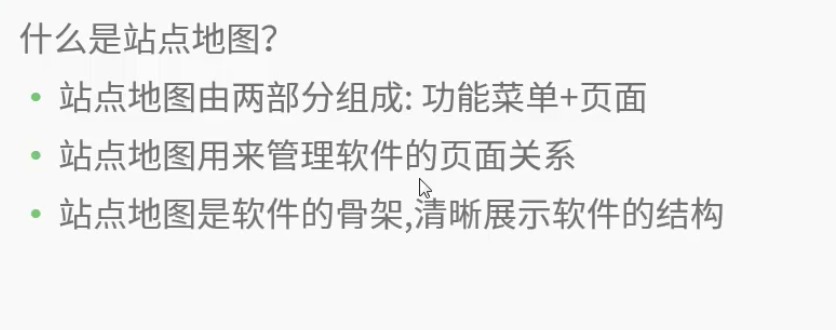 什么是站点地图？
• 站点地图由两部分组成: 功能菜单+页面
• 站点地图用来管理软件的页面关系
• 站点地图是软件的骨架,清晰展示软件的结构